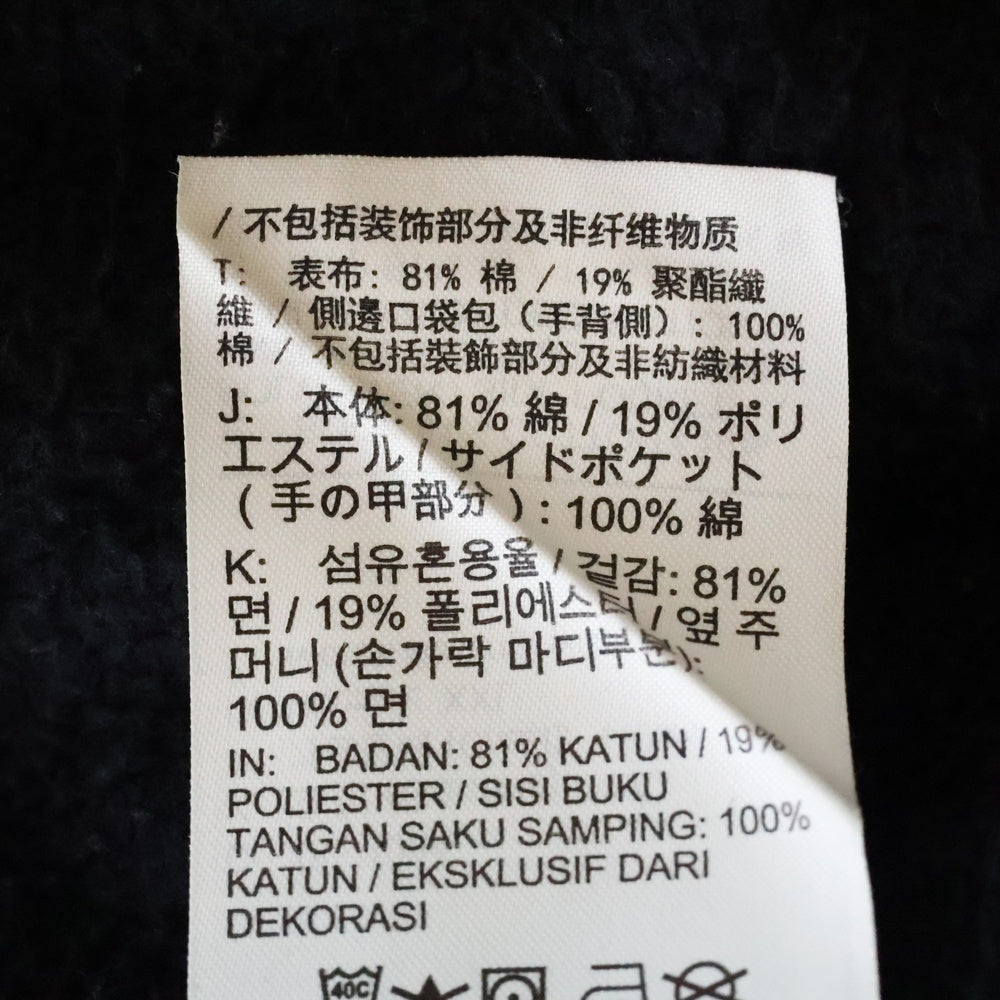 / 不包括装饰部分及非纤维物质
T: 表布: 81% 棉 / 19% 聚酯纖
維 / 側邊口袋包（手背側）: 100%
棉 / 不包括裝飾部分及非紡織材料
J: 本体: 81% 綿 / 19% ポリ
エステル / サイドポケット
( 手の甲部分 ) : 100% 綿
K: 섬유혼용율 / 겉감: 81%
면 / 19% 폴리에스터 / 옆 주
머니 (손가락 마디부분):
100% 면
IN: BADAN: 81% KATUN / 19%
POLIESTER / SISI BUKU
TANGAN SAKU SAMPING: 100%
KATUN / EKSKLUSIF DARI
DEKORASI
40C